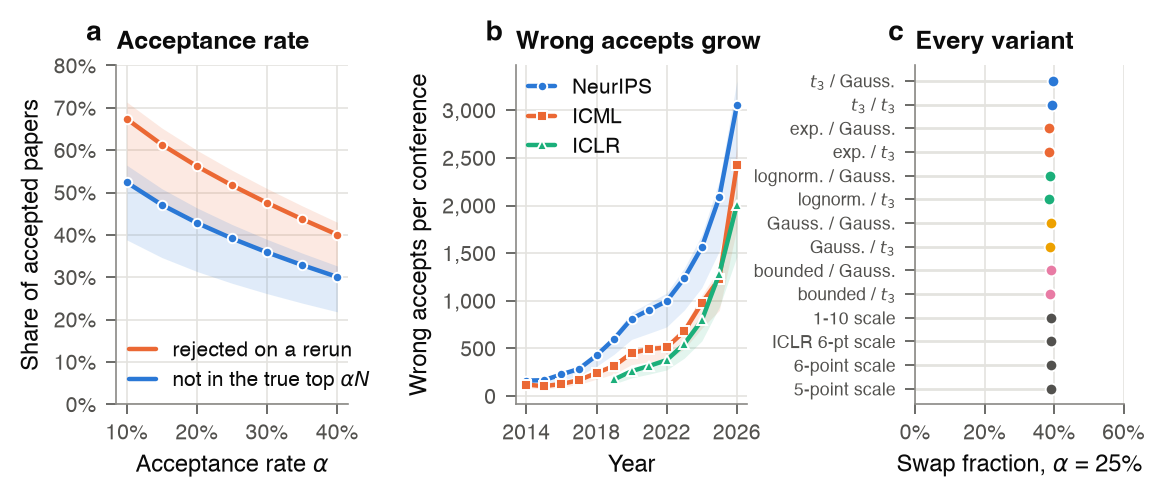 a Acceptance rate
Share of accepted papers
80%
70%
60%
50%
40%
30%
20%
10%
0%
rejected on a rerun
not in the true top αN
10% 20% 30% 40%
Acceptance rate α
b Wrong accepts grow
Wrong accepts per conference
3,000
2,500
2,000
1,500
1,000
500
0
NeurIPS
ICML
ICLR
2014 2018 2022 2026
Year
c Every variant
t₃ / Gauss.
t₃ / t₃
exp. / Gauss.
exp. / t₃
lognorm. / Gauss.
lognorm. / t₃
Gauss. / Gauss.
Gauss. / t₃
bounded / Gauss.
bounded / t₃
1-10 scale
ICLR 6-pt scale
6-point scale
5-point scale
0% 20% 40% 60%
Swap fraction, α = 25%